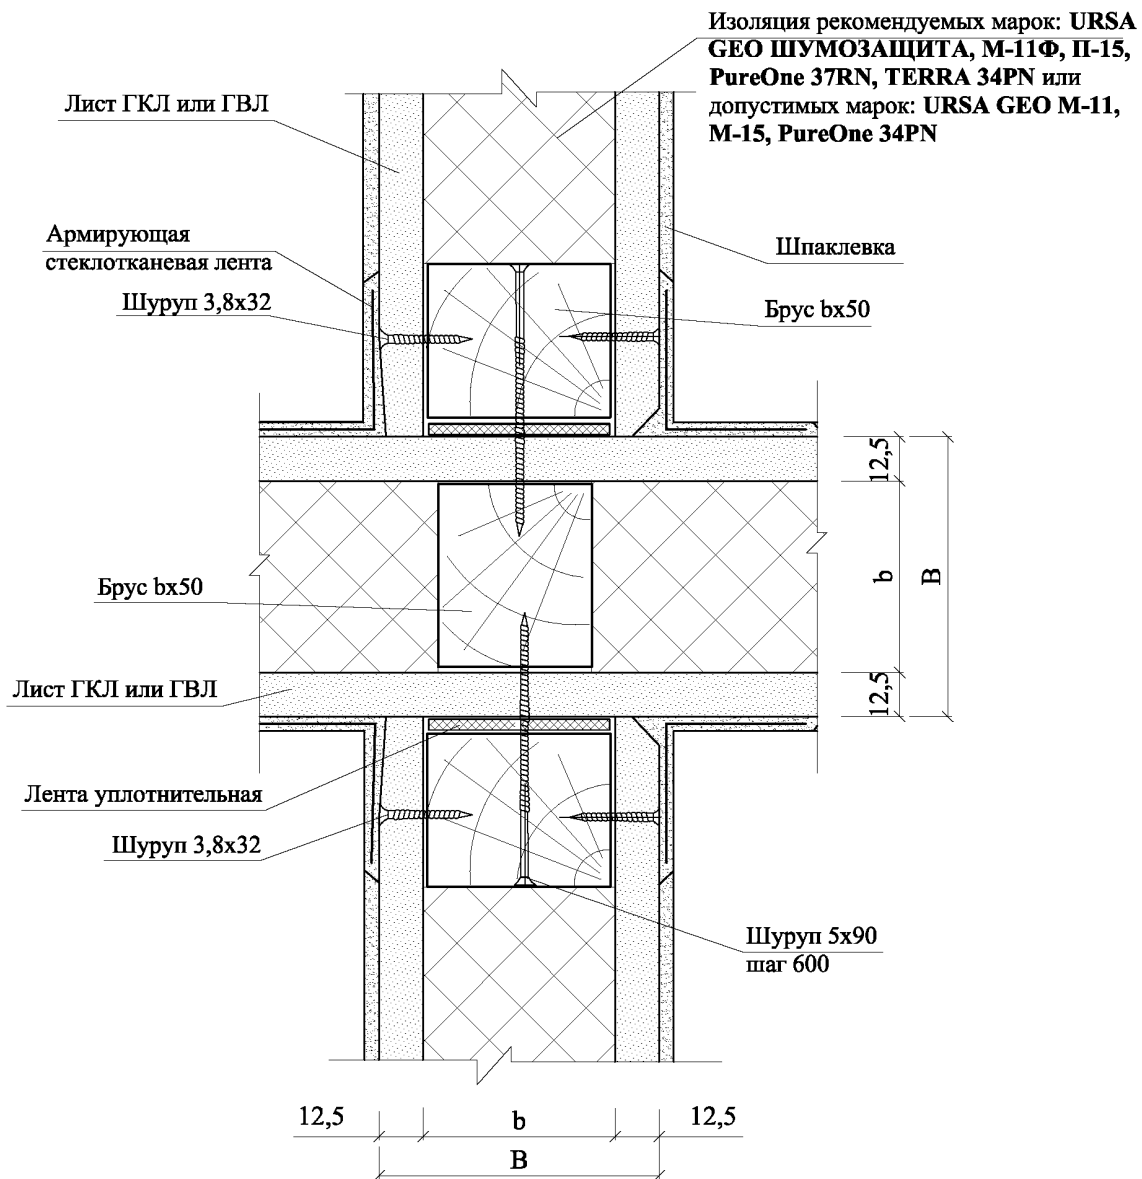 Изоляция рекомендуемых марок: URSA
GEO ШУМОЗАЩИТА, М-11Ф, П-15,
PureOne 37RN, TERRA 34PN или
допустимых марок: URSA GEO М-11,
М-15, PureOne 34PN
Лист ГКЛ или ГВЛ
Армирующая
стеклотканевая лента
Шпаклевка
Шуруп 3,8х32
Брус bх50
12,5
b
B
Брус bх50
Лист ГКЛ или ГВЛ
12,5
Лента уплотнительная
Шуруп 3,8х32
Шуруп 5х90
шаг 600
12,5
b
12,5
B